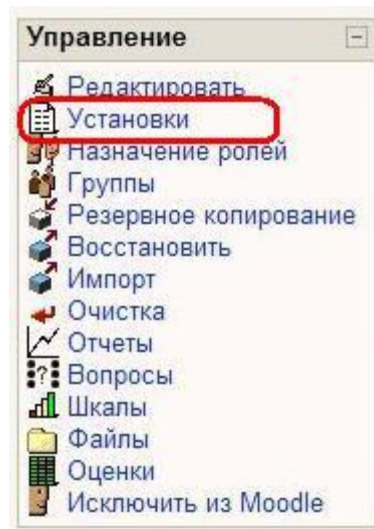 Управление
Редактировать
Установки
Назначение ролей
Группы
Резервное копирование
Восстановить
Импорт
Очистка
Отчеты
Вопросы
Шкалы
Файлы
Оценки
Исключить из Moodle